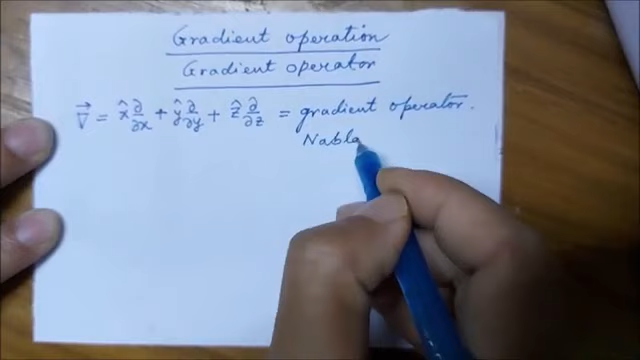 Gradient operation
Gradient operator
∇⃗ = x̂ ∂/∂x + ŷ ∂/∂y + ẑ ∂/∂z = gradient operator.
Nabla